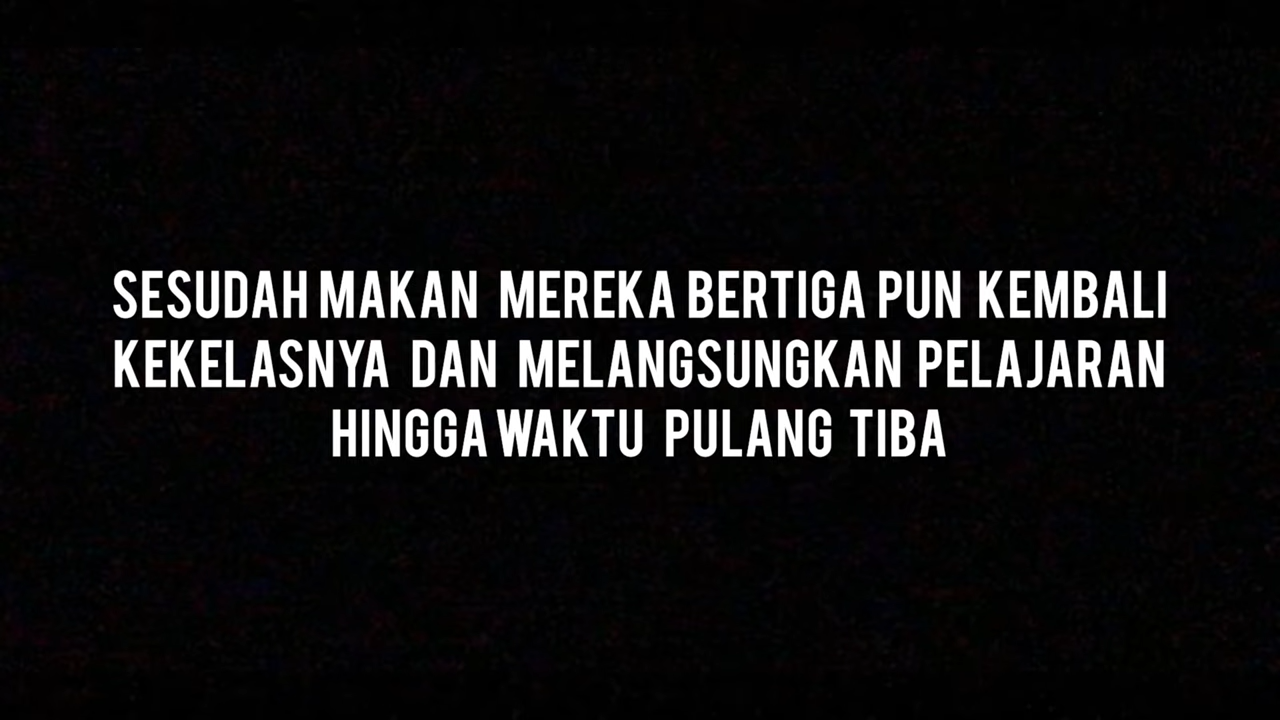 SESUDAH MAKAN MEREKA BERTIGA PUN KEMBALI
KEKELASNYA DAN MELANGSUNGKAN PELAJARAN
HINGGA WAKTU PULANG TIBA